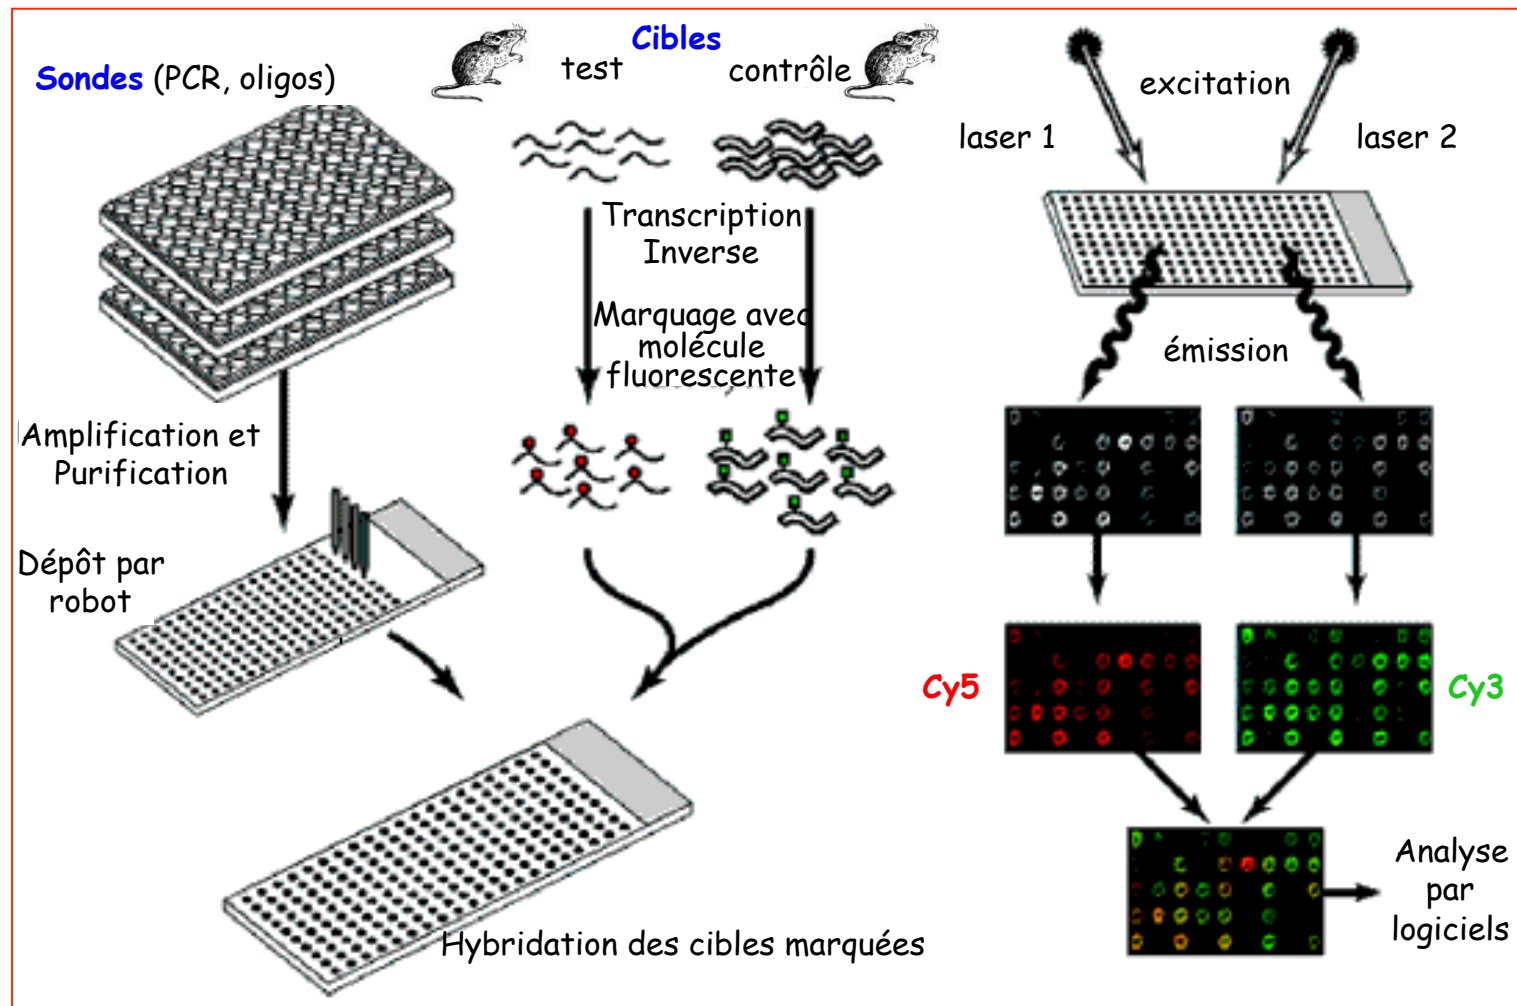 Sondes (PCR, oligos)
Amplification et
Purification
Dépôt par
robot
Cibles
test
contrôle
Transcription
Inverse
Marquage avec
molécule
fluorescente
Hybridation des cibles marquées
excitation
laser 1
laser 2
émission
Cy5
Cy3
Analyse
par
logiciels